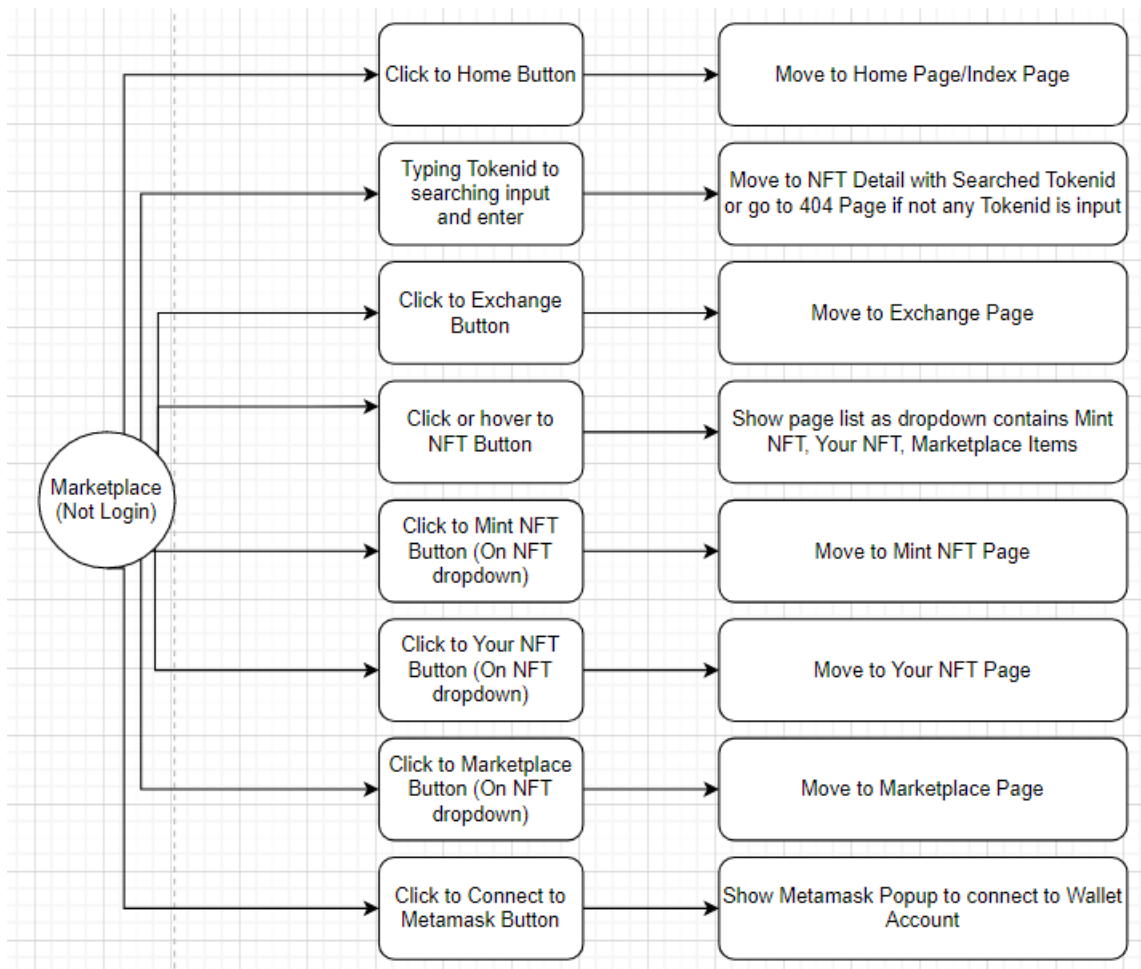 Click to Home Button
Move to Home Page/Index Page
Typing Tokenid to
searching input
and enter
Move to NFT Detail with Searched Tokenid
or go to 404 Page if not any Tokenid is input
Click to Exchange
Button
Move to Exchange Page
Click or hover to
NFT Button
Show page list as dropdown contains Mint
NFT, Your NFT, Marketplace Items
Marketplace
(Not Login)
Click to Mint NFT
Button (On NFT
dropdown)
Move to Mint NFT Page
Click to Your NFT
Button (On NFT
dropdown)
Move to Your NFT Page
Click to Marketplace
Button (On NFT
dropdown)
Move to Marketplace Page
Click to Connect to
Metamask Button
Show Metamask Popup to connect to Wallet
Account